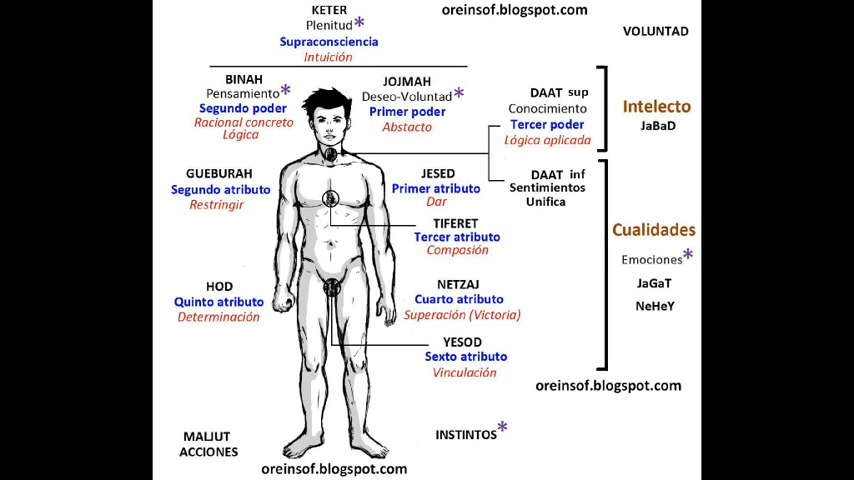 KETER
Plenitud*
Supraconsciencia
Intuición
oreinsof.blogspot.com
VOLUNTAD
BINAH
Pensamiento*
Segundo poder
Racional concreto
Lógica
JOJMAH
Deseo-Voluntad*
Primer poder
Abstacto
DAAT sup
Conocimiento
Tercer poder
Lógica aplicada
Intelecto
JaBaD
GUEBURAH
Segundo atributo
Restringir
JESED
Primer atributo
Dar
DAAT inf
Sentimientos
Unifica
TIFERET
Tercer atributo
Compasión
Cualidades
Emociones*
JaGaT
NeHeY
HOD
Quinto atributo
Determinación
NETZAJ
Cuarto atributo
Superación (Victoria)
YESOD
Sexto atributo
Vinculación
oreinsof.blogspot.com
MALJUT
ACCIONES
INSTINTOS*
oreinsof.blogspot.com